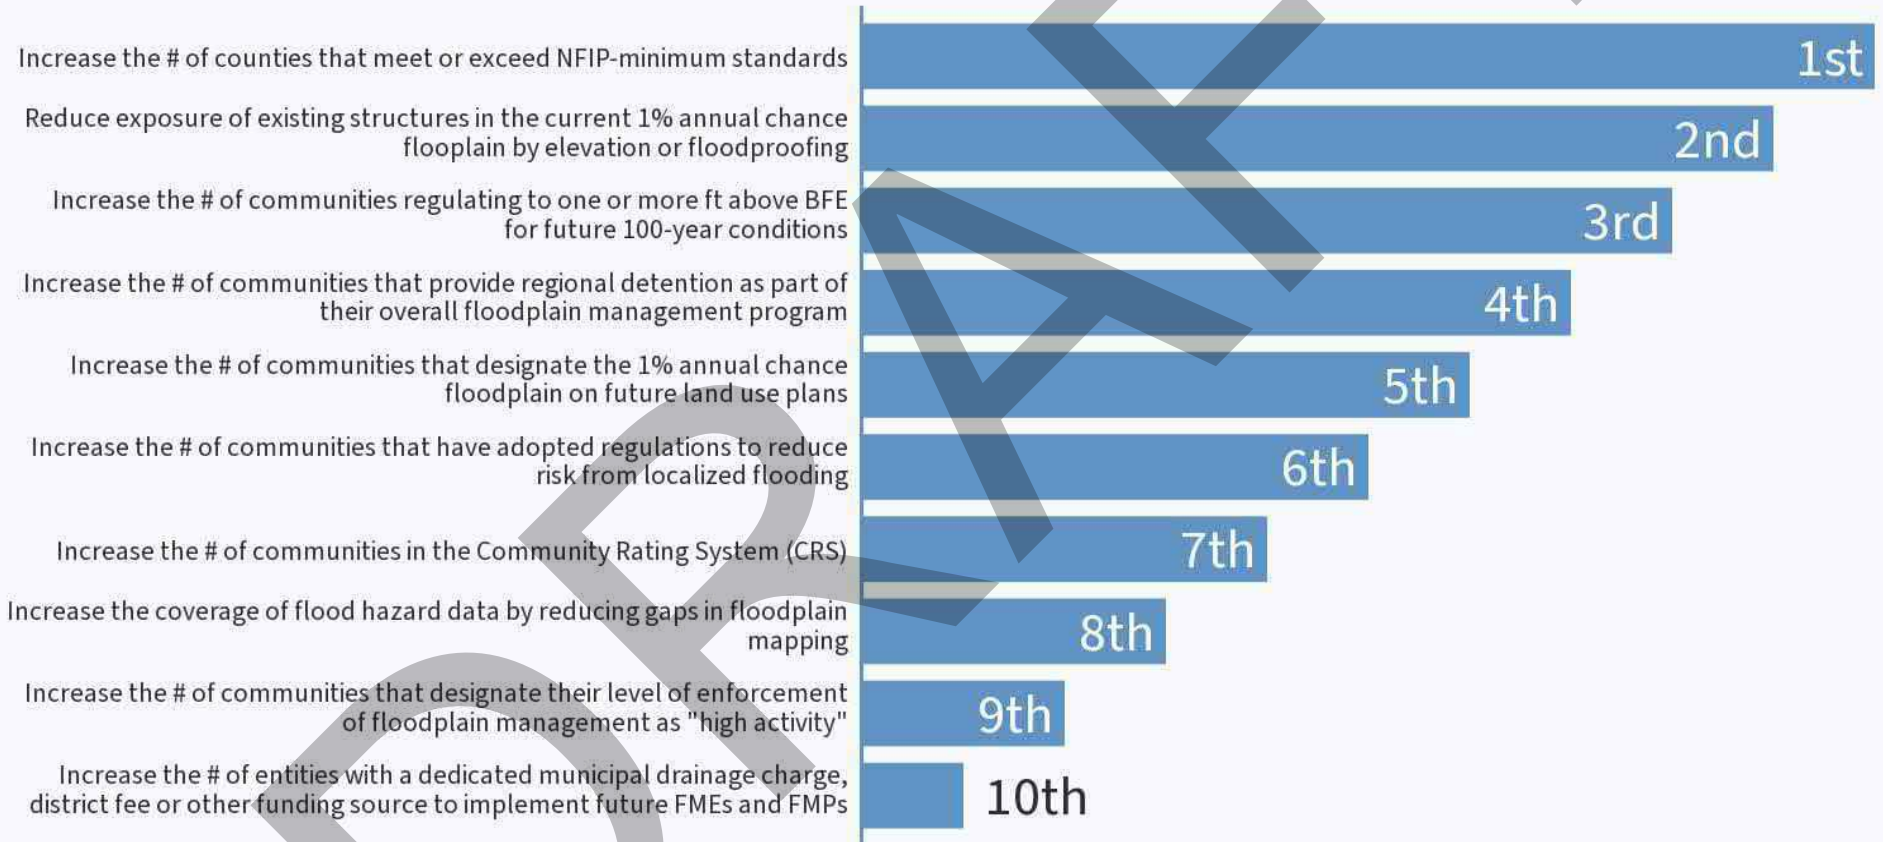 Increase the # of counties that meet or exceed NFIP-minimum standards
1st
Reduce exposure of existing structures in the current 1% annual chance
flooplain by elevation or floodproofing
2nd
Increase the # of communities regulating to one or more ft above BFE
for future 100-year conditions
3rd
Increase the # of communities that provide regional detention as part of
their overall floodplain management program
4th
Increase the # of communities that designate the 1% annual chance
floodplain on future land use plans
5th
Increase the # of communities that have adopted regulations to reduce
risk from localized flooding
6th
Increase the # of communities in the Community Rating System (CRS)
7th
Increase the coverage of flood hazard data by reducing gaps in floodplain
mapping
8th
Increase the # of communities that designate their level of enforcement
of floodplain management as "high activity"
9th
Increase the # of entities with a dedicated municipal drainage charge,
district fee or other funding source to implement future FMEs and FMPs
10th
DRAF